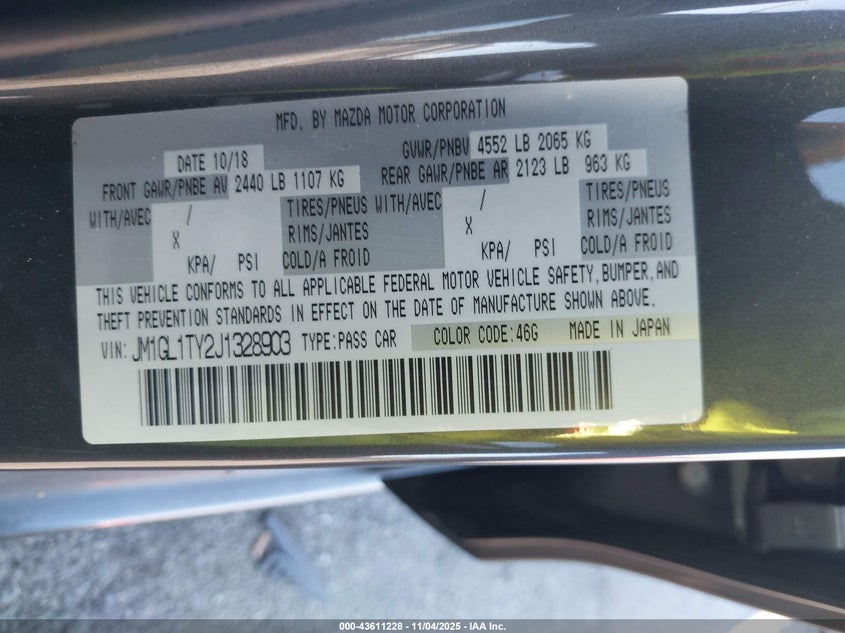 MFD. BY MAZDA MOTOR CORPORATION
DATE 10/18 GVWR/PNBV 4552 LB 2065 KG
FRONT GAWR/PNBE AV 2440 LB 1107 KG REAR GAWR/PNBE AR 2123 LB 963 KG
WITH/AVEC / TIRES/PNEUS WITH/AVEC / TIRES/PNEUS
X RIMS/JANTES X RIMS/JANTES
KPA/ PSI COLD/A FROID KPA/ PSI COLD/A FROID
THIS VEHICLE CONFORMS TO ALL APPLICABLE FEDERAL MOTOR VEHICLE SAFETY, BUMPER, AND
THEFT PREVENTION STANDARDS IN EFFECT ON THE DATE OF MANUFACTURE SHOWN ABOVE.
VIN: JM1GL1TY2J1328903 TYPE:PASS CAR COLOR CODE:46G MADE IN JAPAN
000-43611228 - 11/04/2025 - IAA Inc.